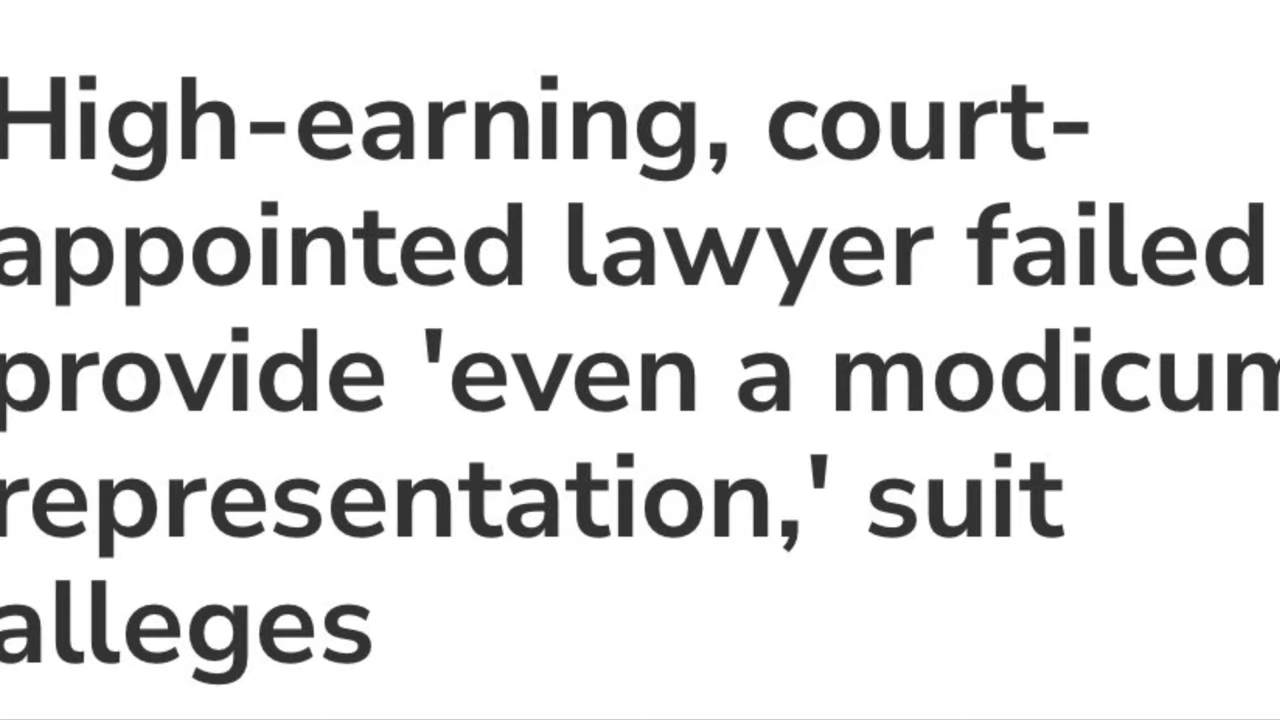 High-earning, court-
appointed lawyer failed
provide 'even a modicum
representation,' suit
alleges